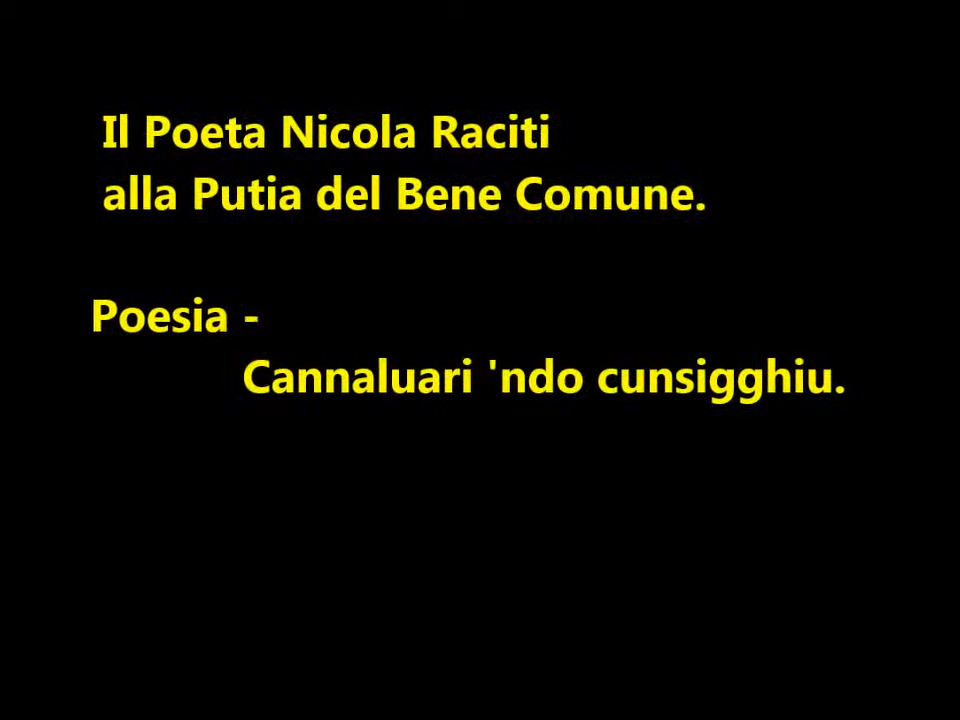 Il Poeta Nicola Raciti
alla Putia del Bene Comune.
Poesia -
Cannaluari 'ndo cunsigghiu.